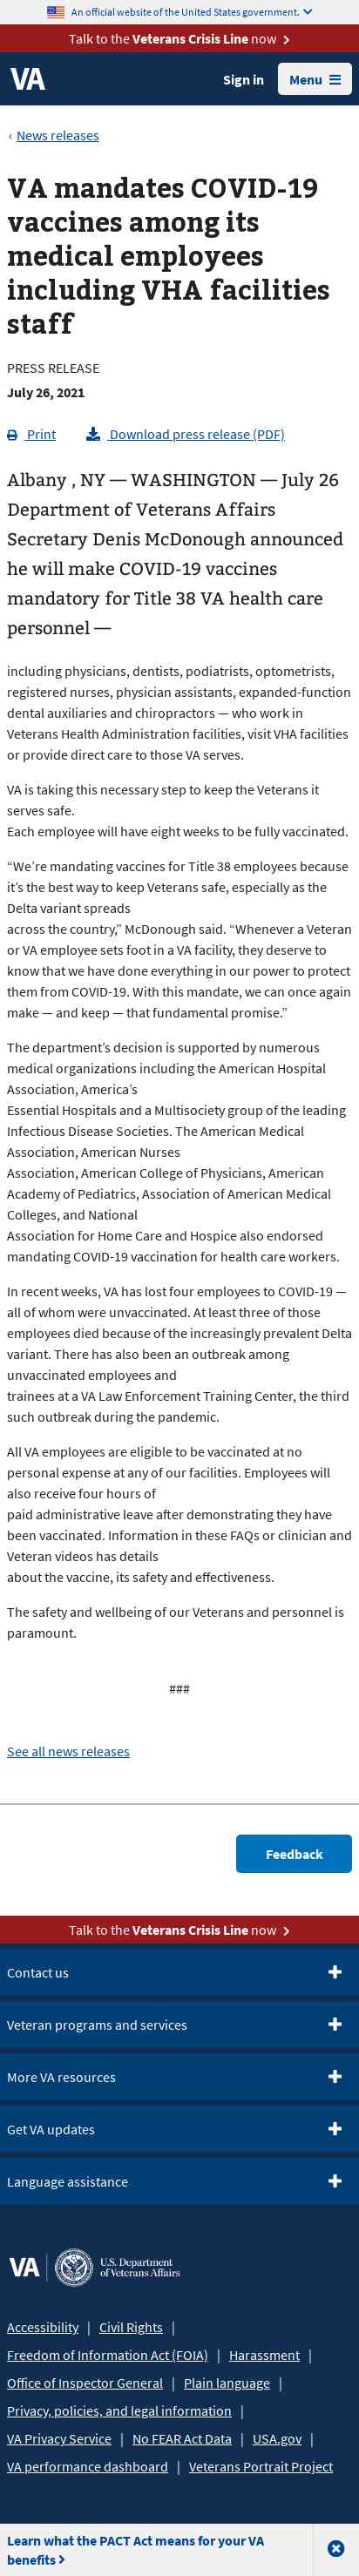 An official website of the United States government.
Talk to the Veterans Crisis Line now
VA
Sign in
Menu
‹ News releases
VA mandates COVID-19
vaccines among its
medical employees
including VHA facilities
staff
PRESS RELEASE
July 26, 2021
Print
Download press release (PDF)
Albany , NY — WASHINGTON — July 26
Department of Veterans Affairs
Secretary Denis McDonough announced
he will make COVID-19 vaccines
mandatory for Title 38 VA health care
personnel —
including physicians, dentists, podiatrists, optometrists,
registered nurses, physician assistants, expanded-function
dental auxiliaries and chiropractors — who work in
Veterans Health Administration facilities, visit VHA facilities
or provide direct care to those VA serves.
VA is taking this necessary step to keep the Veterans it
serves safe.
Each employee will have eight weeks to be fully vaccinated.
“We’re mandating vaccines for Title 38 employees because
it’s the best way to keep Veterans safe, especially as the
Delta variant spreads
across the country,” McDonough said. “Whenever a Veteran
or VA employee sets foot in a VA facility, they deserve to
know that we have done everything in our power to protect
them from COVID-19. With this mandate, we can once again
make — and keep — that fundamental promise.”
The department’s decision is supported by numerous
medical organizations including the American Hospital
Association, America’s
Essential Hospitals and a Multisociety group of the leading
Infectious Disease Societies. The American Medical
Association, American Nurses
Association, American College of Physicians, American
Academy of Pediatrics, Association of American Medical
Colleges, and National
Association for Home Care and Hospice also endorsed
mandating COVID-19 vaccination for health care workers.
In recent weeks, VA has lost four employees to COVID-19 —
all of whom were unvaccinated. At least three of those
employees died because of the increasingly prevalent Delta
variant. There has also been an outbreak among
unvaccinated employees and
trainees at a VA Law Enforcement Training Center, the third
such outbreak during the pandemic.
All VA employees are eligible to be vaccinated at no
personal expense at any of our facilities. Employees will
also receive four hours of
paid administrative leave after demonstrating they have
been vaccinated. Information in these FAQs or clinician and
Veteran videos has details
about the vaccine, its safety and effectiveness.
The safety and wellbeing of our Veterans and personnel is
paramount.
###
See all news releases
Feedback
Talk to the Veterans Crisis Line now
Contact us
Veteran programs and services
More VA resources
Get VA updates
Language assistance
VA | U.S. Department
of Veterans Affairs
Accessibility | Civil Rights |
Freedom of Information Act (FOIA) | Harassment |
Office of Inspector General | Plain language |
Privacy, policies, and legal information |
VA Privacy Service | No FEAR Act Data | USA.gov |
VA performance dashboard | Veterans Portrait Project
Learn what the PACT Act means for your VA
benefits